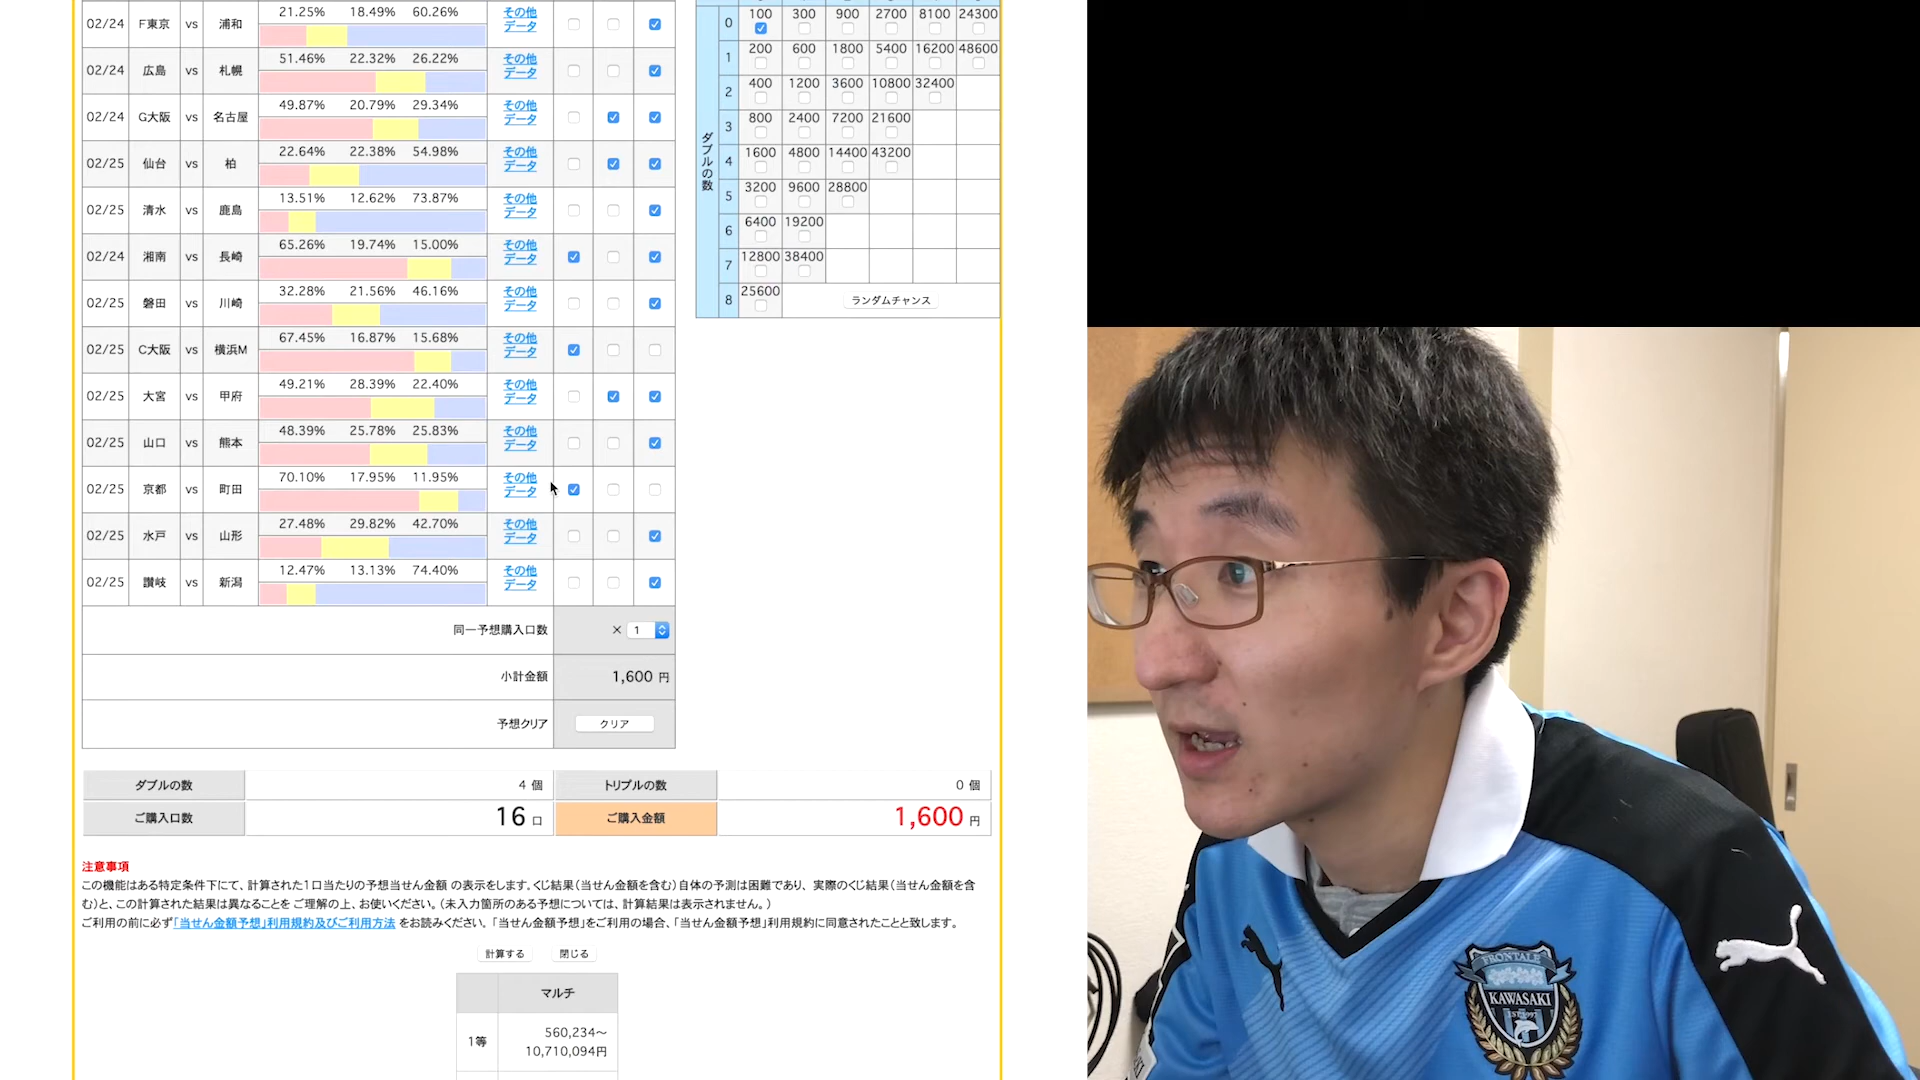 02/24 F東京 vs 浦和 21.25% 18.49% 60.26% その他データ
02/24 広島 vs 札幌 51.46% 22.32% 26.22% その他データ
02/24 G大阪 vs 名古屋 49.87% 20.79% 29.34% その他データ
02/25 仙台 vs 柏 22.64% 22.38% 54.98% その他データ
02/25 清水 vs 鹿島 13.51% 12.62% 73.87% その他データ
02/24 湘南 vs 長崎 65.26% 19.74% 15.00% その他データ
02/25 磐田 vs 川崎 32.28% 21.56% 46.16% その他データ
02/25 C大阪 vs 横浜M 67.45% 16.87% 15.68% その他データ
02/25 大宮 vs 甲府 49.21% 28.39% 22.40% その他データ
02/25 山口 vs 熊本 48.39% 25.78% 25.83% その他データ
02/25 京都 vs 町田 70.10% 17.95% 11.95% その他データ
02/25 水戸 vs 山形 27.48% 29.82% 42.70% その他データ
02/25 讃岐 vs 新潟 12.47% 13.13% 74.40% その他データ
同一予想購入口数 × 1
小計金額 1,600 円
予想クリア クリア
ダブルの数
0 100 300 900 2700 8100 24300
1 200 600 1800 5400 16200 48600
2 400 1200 3600 10800 32400
3 800 2400 7200 21600
4 1600 4800 14400 43200
5 3200 9600 28800
6 6400 19200
7 12800 38400
8 25600 ランダムチャンス
ダブルの数 4 個 トリプルの数 0 個
ご購入口数 16 口 ご購入金額 1,600 円
注意事項
この機能はある特定条件下にて、計算された1口当たりの予想当せん金額 の表示をします。くじ結果(当せん金額を含む)自体の予測は困難であり、 実際のくじ結果(当せん金額を含
む)と、この計算された結果は異なることを ご理解の上、お使いください。(未入力箇所のある予想については、計算結果は表示されません。)
ご利用の前に必ず「当せん金額予想」利用規約及びご利用方法 をお読みください。「当せん金額予想」をご利用の場合、「当せん金額予想」利用規約に同意されたことと致します。
計算する 閉じる
マルチ
1等 560,234～
10,710,094円
FRONTALE
KAWASAKI